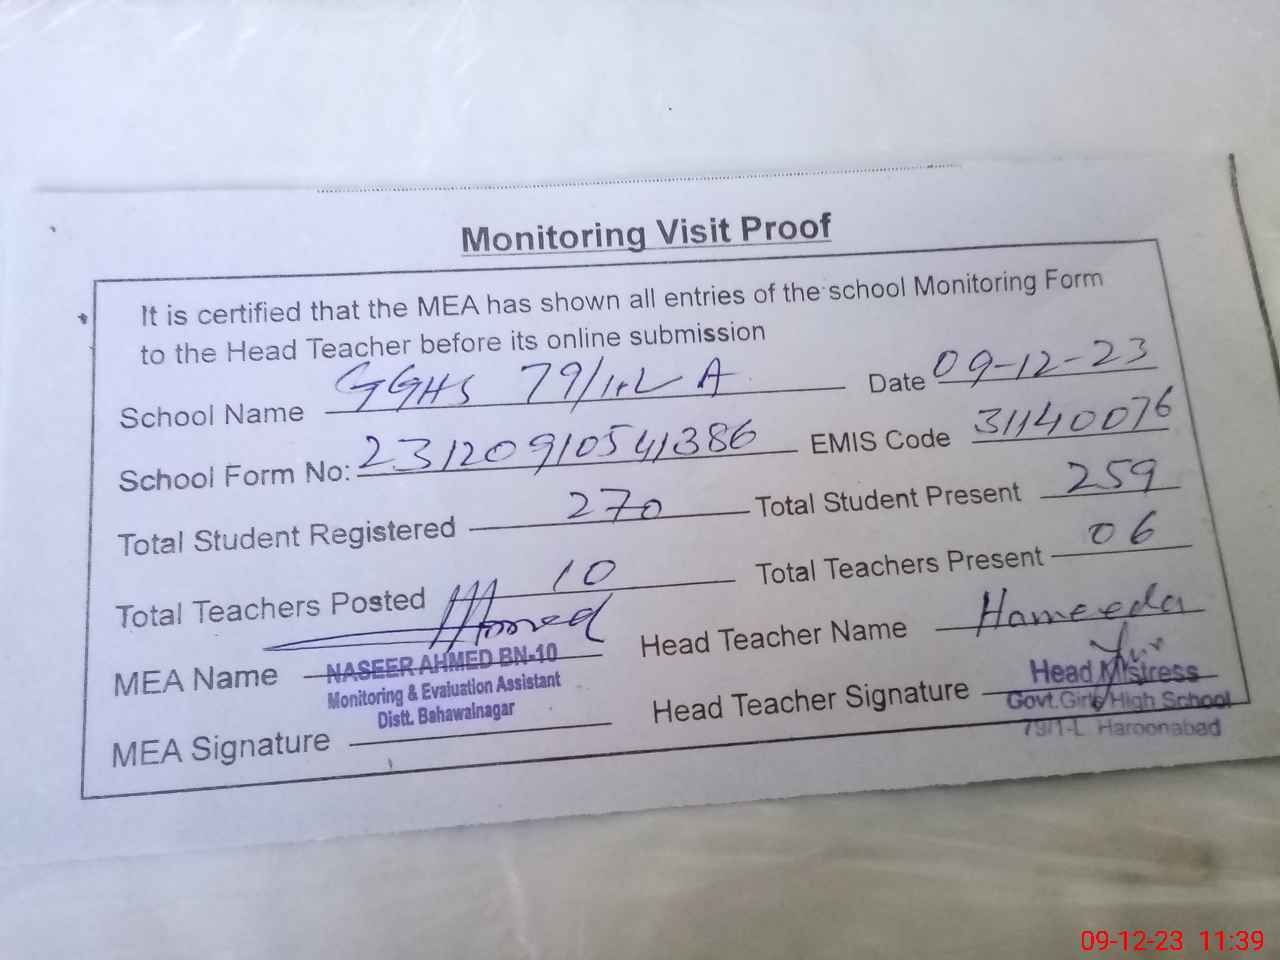 Monitoring Visit Proof
It is certified that the MEA has shown all entries of the school Monitoring Form
to the Head Teacher before its online submission
School Name GGHS 79/1-L A Date 09-12-23
School Form No: 23120910541386 EMIS Code 31140076
Total Student Registered 270 Total Student Present 259
Total Teachers Posted 10 Total Teachers Present 06
MEA Name NASEER AHMED BN-10 Head Teacher Name Hameeda
Monitoring & Evaluation Assistant
Distt. Bahawalnagar
MEA Signature Head Teacher Signature Head Mistress
Govt. Girls High School
79/1-L Haroonabad
09-12-23 11:39